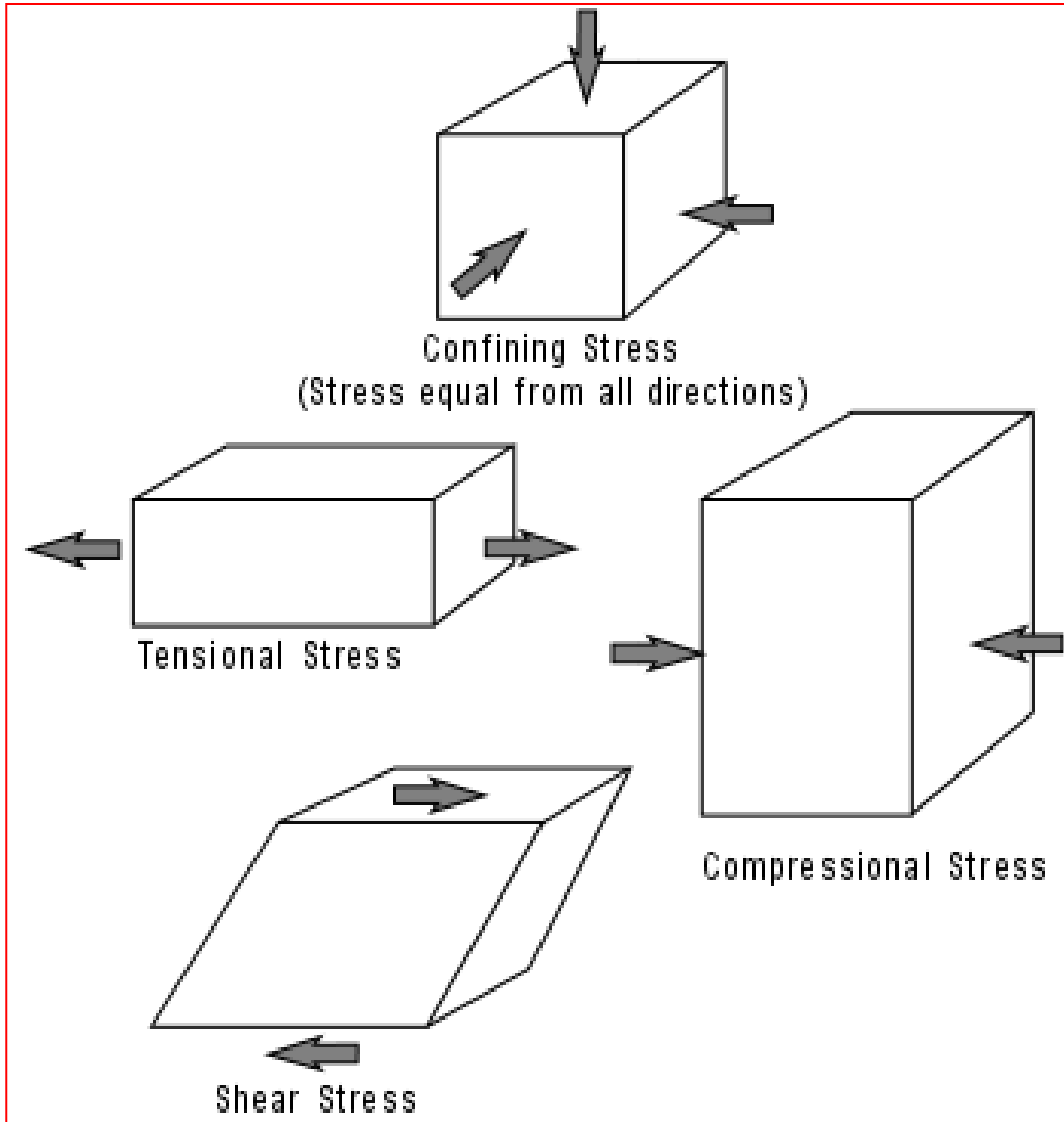 Confining Stress
(Stress equal from all directions)
Tensional Stress
Compressional Stress
Shear Stress